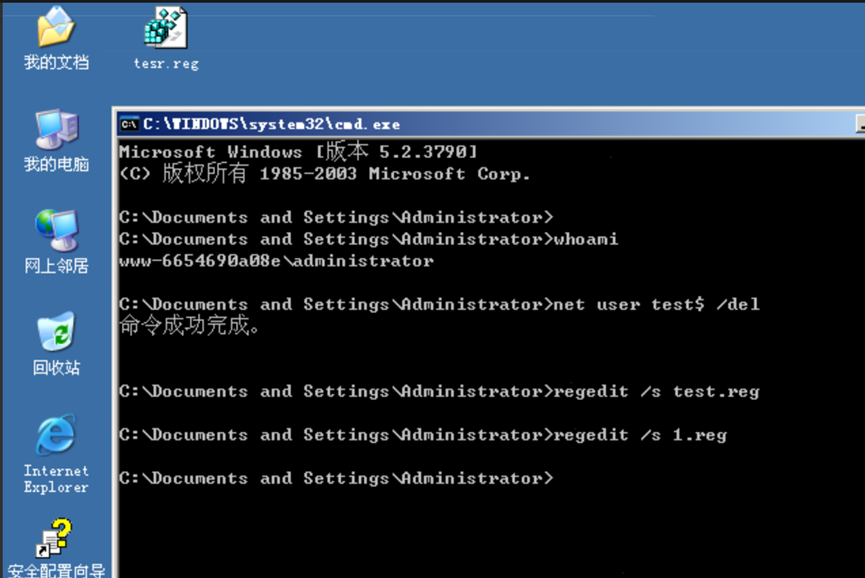 我的文档
tesr.reg
我的电脑
网上邻居
回收站
Internet
Explorer
安全配置向导
C:\WINDOWS\system32\cmd.exe
Microsoft Windows [版本 5.2.3790]
(C) 版权所有 1985-2003 Microsoft Corp.
C:\Documents and Settings\Administrator>
C:\Documents and Settings\Administrator>whoami
www-6654690a08e\administrator
C:\Documents and Settings\Administrator>net user test$ /del
命令成功完成。
C:\Documents and Settings\Administrator>regedit /s test.reg
C:\Documents and Settings\Administrator>regedit /s 1.reg
C:\Documents and Settings\Administrator>